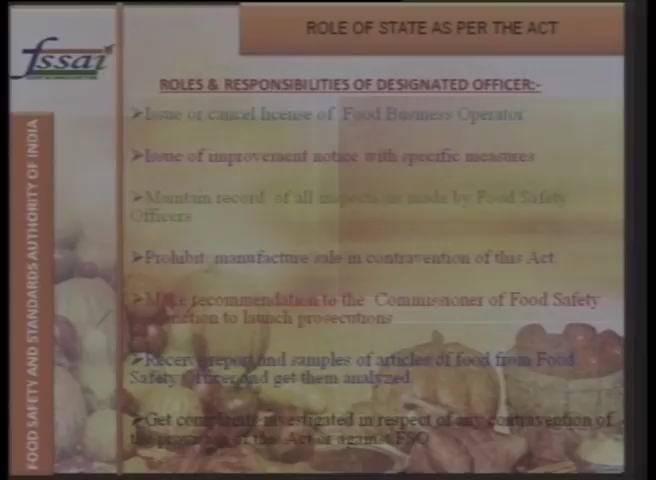 ROLE OF STATE AS PER THE ACT
fssai
ROLES & RESPONSIBILITIES OF DESIGNATED OFFICER:-
➢Issue or cancel license of Food Business Operator
➢Issue of improvement notice with specific measures
➢Maintain record of all inspections made by Food Safety
Officers
➢Prohibit manufacture sale in contravention of this Act
➢Make recommendation to the Commissioner of Food Safety
to launch prosecutions
➢Receive report and samples of articles of food from Food
Safety Officer and get them analyzed
➢Get complaints investigated in respect of any contravention of
the provision of the Act or against FSO
FOOD SAFETY AND STANDARDS AUTHORITY OF INDIA